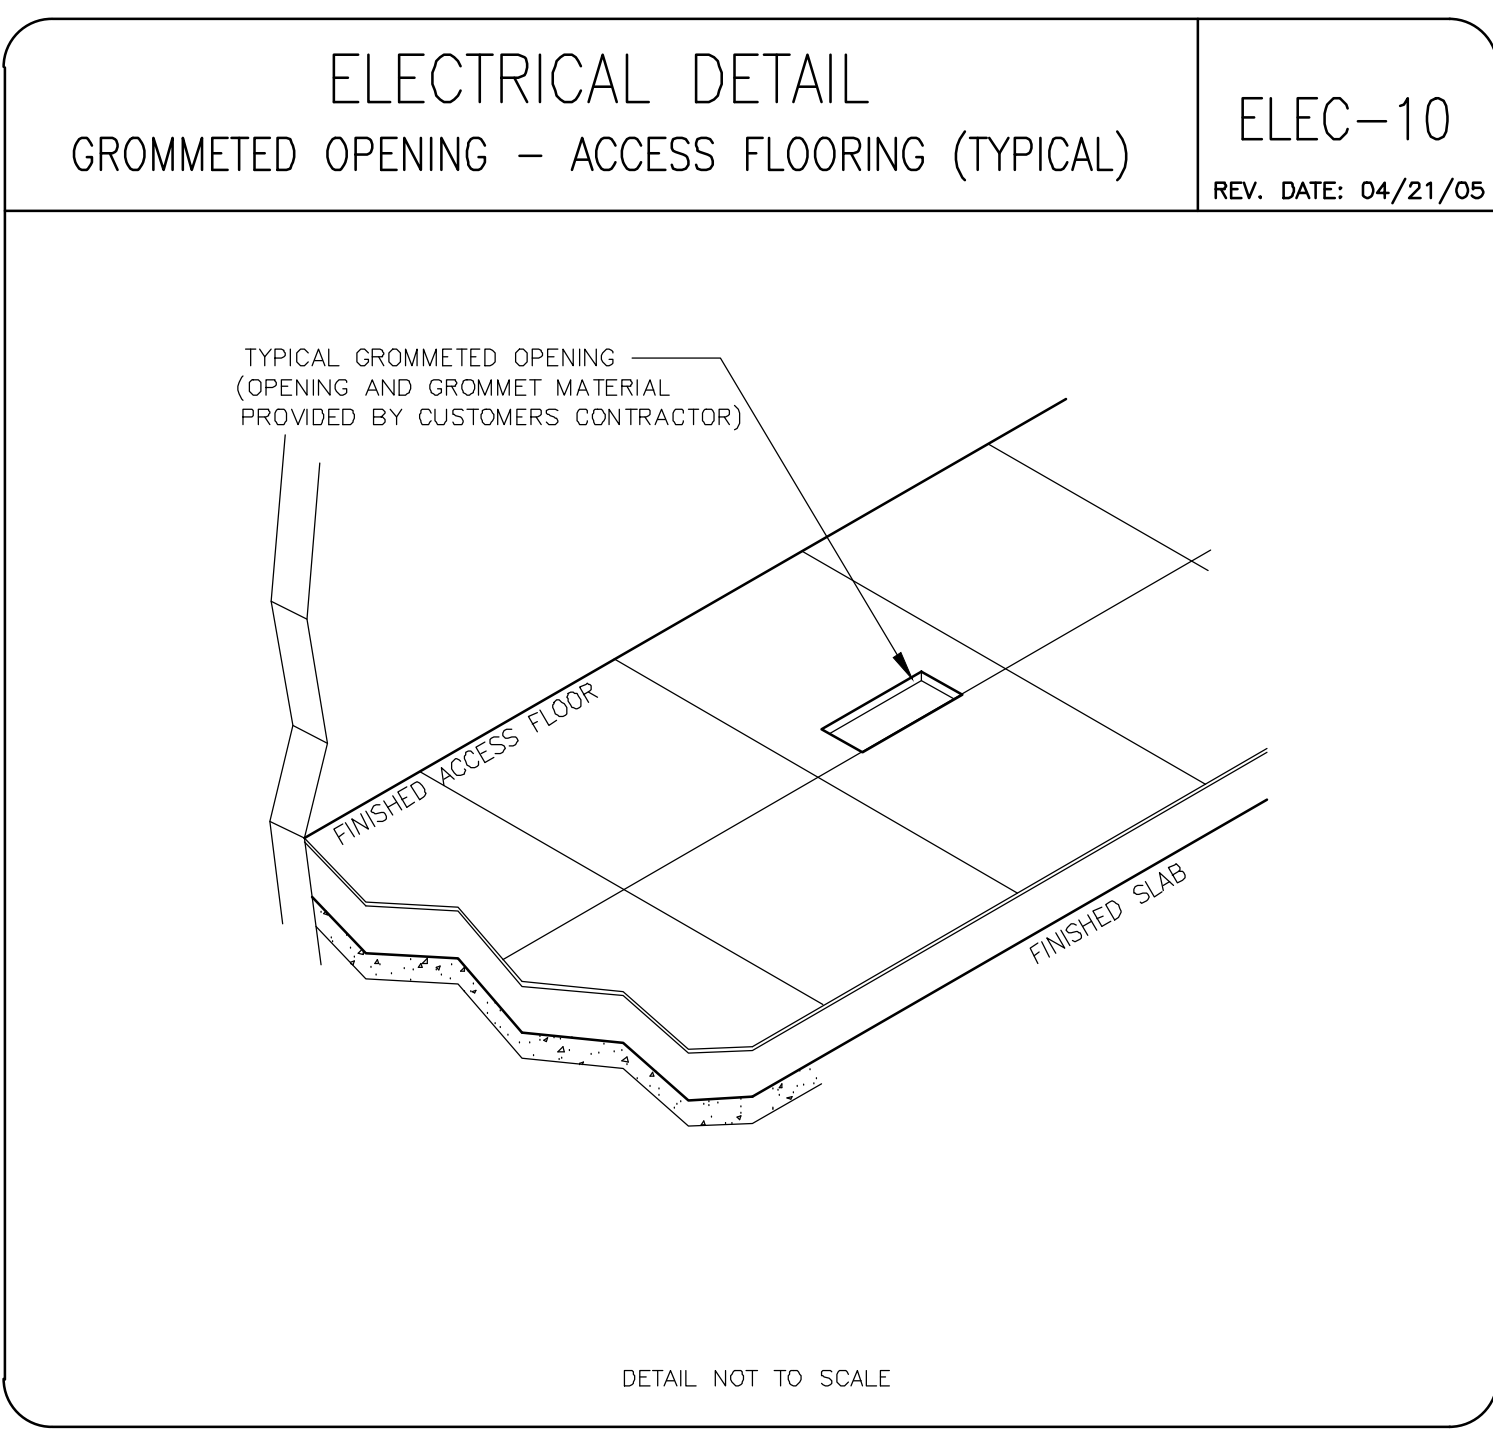 ELECTRICAL DETAIL
GROMMETED OPENING - ACCESS FLOORING (TYPICAL)
ELEC-10
REV. DATE: 04/21/05
TYPICAL GROMMETED OPENING
(OPENING AND GROMMET MATERIAL
PROVIDED BY CUSTOMERS CONTRACTOR)
FINISHED ACCESS FLOOR
FINISHED SLAB
DETAIL NOT TO SCALE